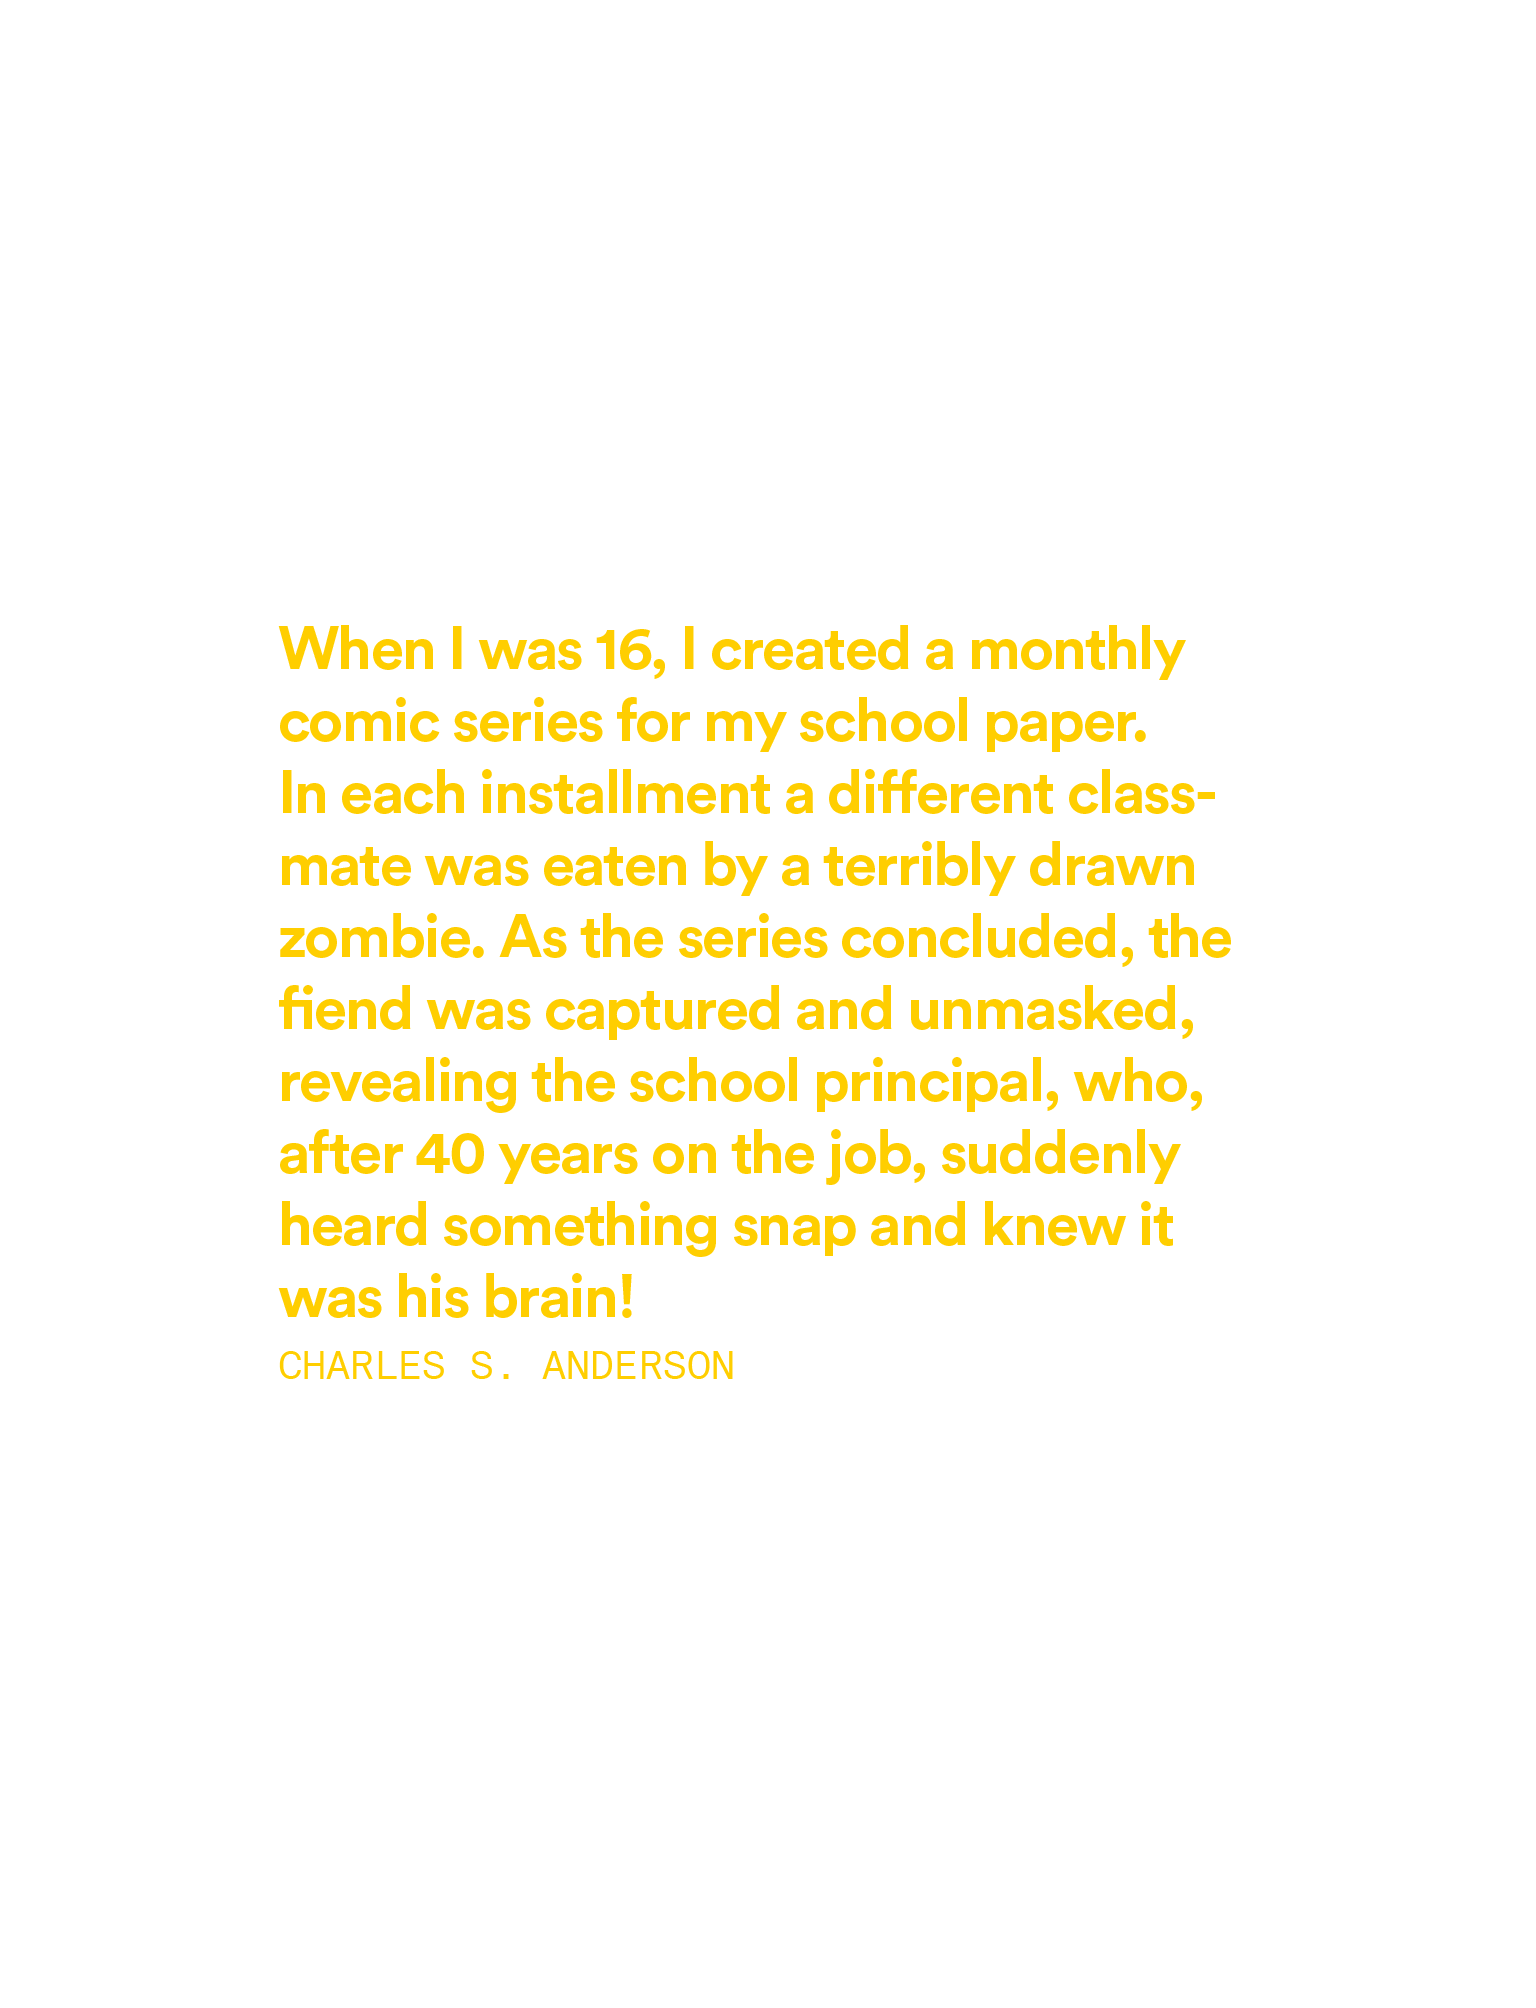 When I was 16, I created a monthly
comic series for my school paper.
In each installment a different class-
mate was eaten by a terribly drawn
zombie. As the series concluded, the
fiend was captured and unmasked,
revealing the school principal, who,
after 40 years on the job, suddenly
heard something snap and knew it
was his brain!
CHARLES S. ANDERSON